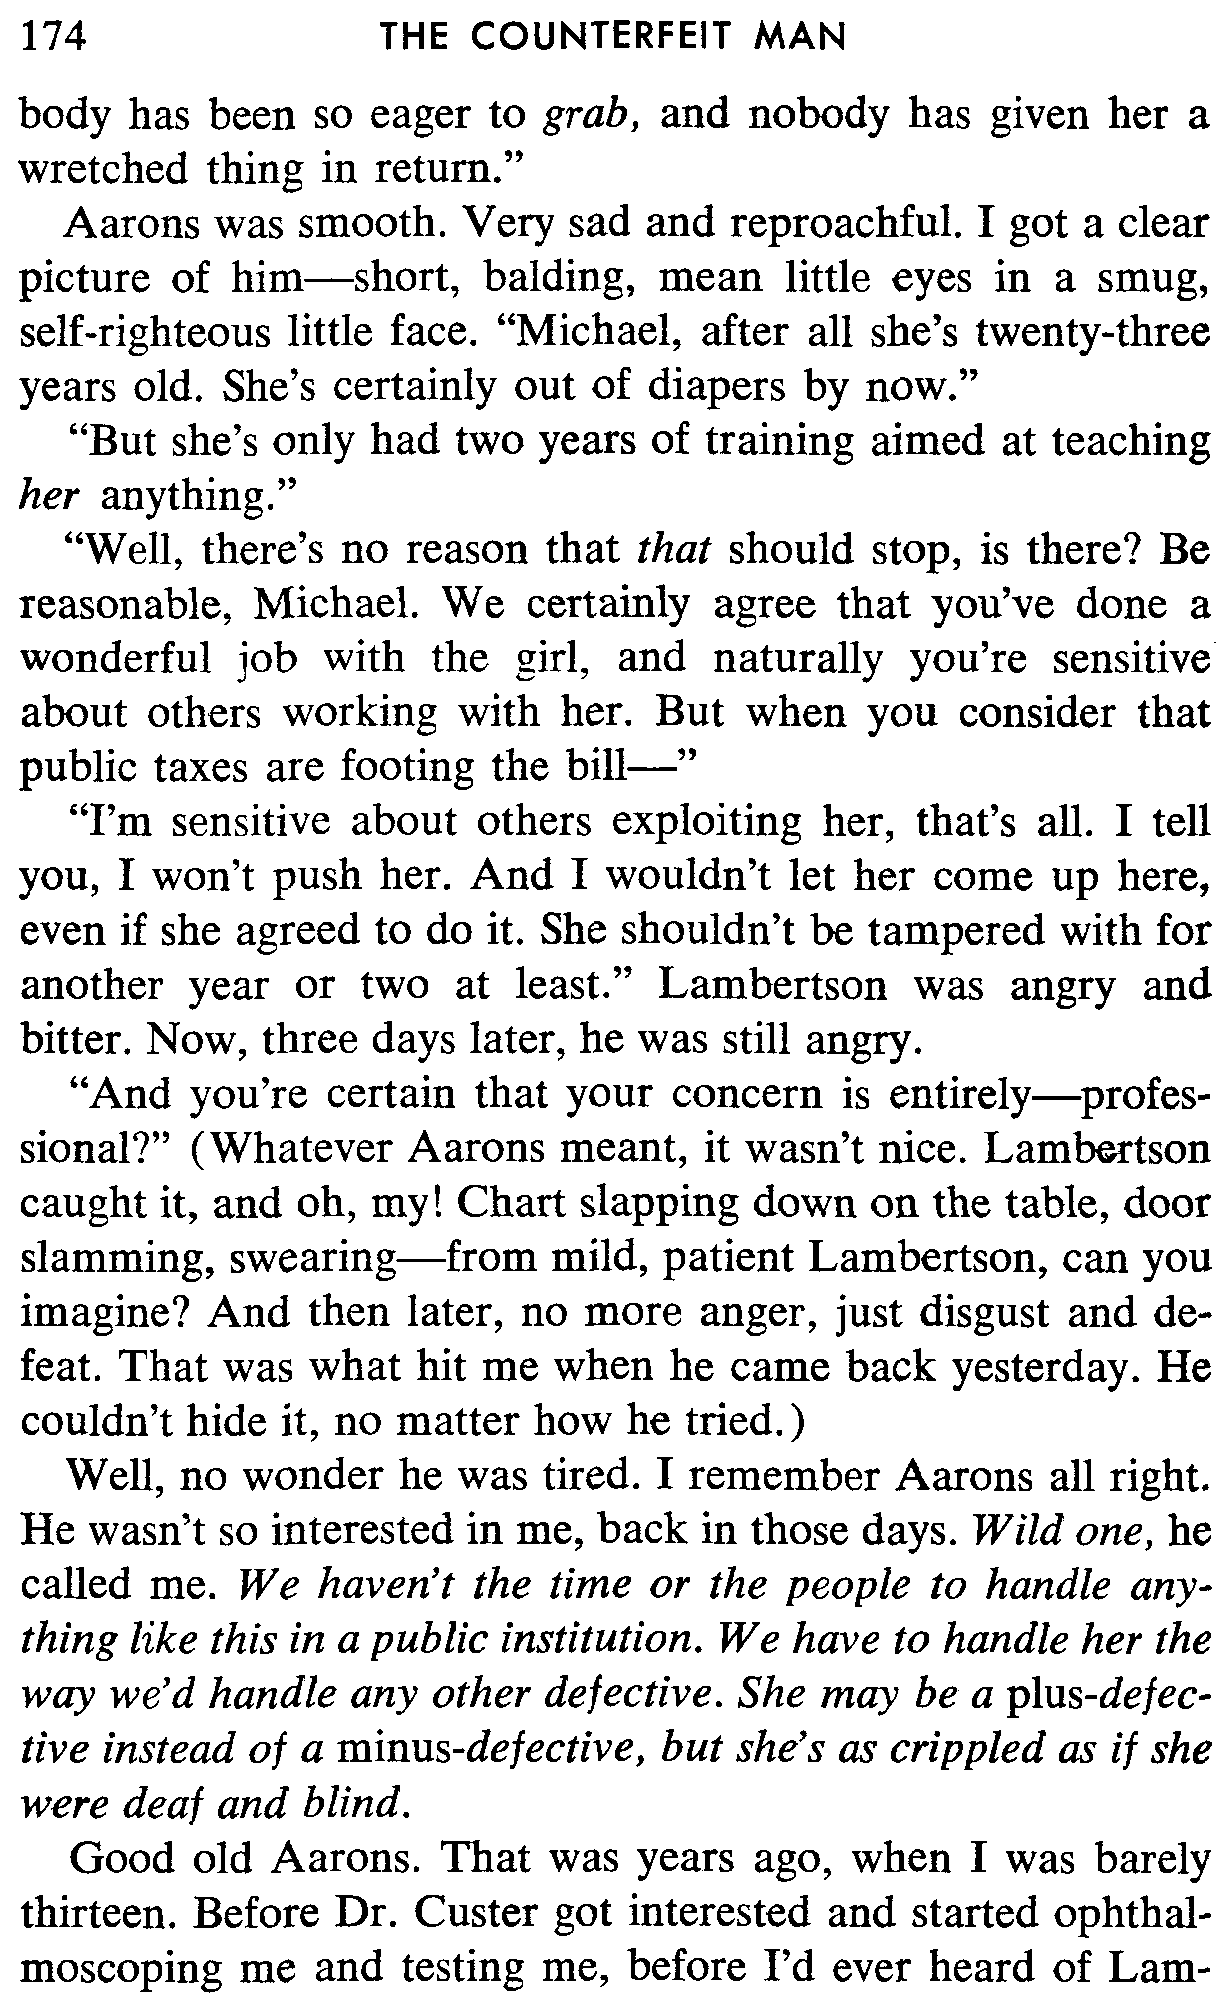 174 THE COUNTERFEIT MAN
body has been so eager to grab, and nobody has given her a
wretched thing in return.”
Aarons was smooth. Very sad and reproachful. I got a clear
picture of him—short, balding, mean little eyes in a smug,
self-righteous little face. “Michael, after all she’s twenty-three
years old. She’s certainly out of diapers by now.”
“But she’s only had two years of training aimed at teaching
her anything.”
“Well, there’s no reason that that should stop, is there? Be
reasonable, Michael. We certainly agree that you’ve done a
wonderful job with the girl, and naturally you’re sensitive
about others working with her. But when you consider that
public taxes are footing the bill—”
“I’m sensitive about others exploiting her, that’s all. I tell
you, I won’t push her. And I wouldn’t let her come up here,
even if she agreed to do it. She shouldn’t be tampered with for
another year or two at least.” Lambertson was angry and
bitter. Now, three days later, he was still angry.
“And you’re certain that your concern is entirely—profes-
sional?” (Whatever Aarons meant, it wasn’t nice. Lambertson
caught it, and oh, my! Chart slapping down on the table, door
slamming, swearing—from mild, patient Lambertson, can you
imagine? And then later, no more anger, just disgust and de-
feat. That was what hit me when he came back yesterday. He
couldn’t hide it, no matter how he tried.)
Well, no wonder he was tired. I remember Aarons all right.
He wasn’t so interested in me, back in those days. Wild one, he
called me. We haven’t the time or the people to handle any-
thing like this in a public institution. We have to handle her the
way we’d handle any other defective. She may be a plus-defec-
tive instead of a minus-defective, but she’s as crippled as if she
were deaf and blind.
Good old Aarons. That was years ago, when I was barely
thirteen. Before Dr. Custer got interested and started ophthal-
moscoping me and testing me, before I’d ever heard of Lam-